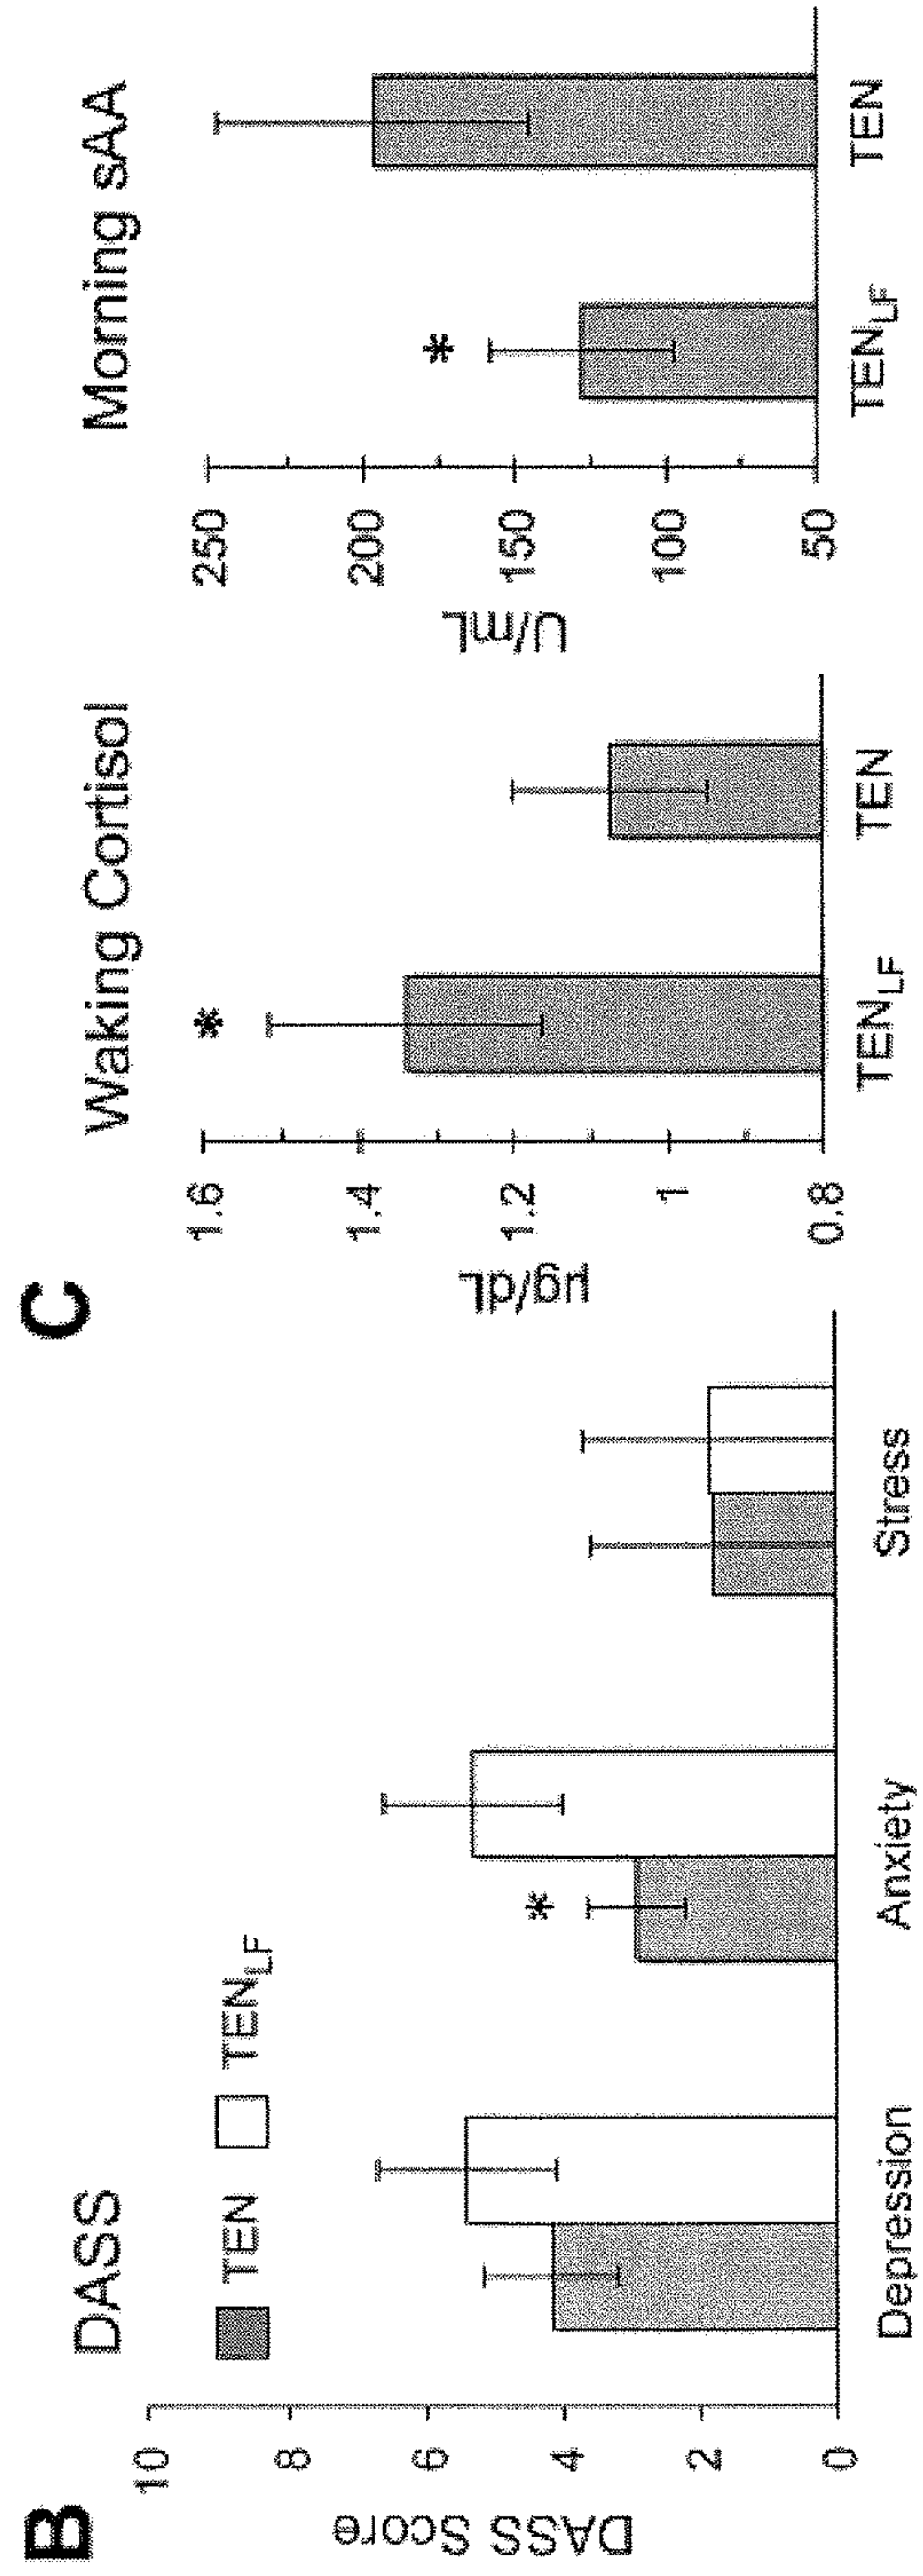 B
DASS
TEN
TEN_LF
DASS Score
10
8
6
4
2
0
Depression
*
Anxiety
Stress
C
Waking Cortisol
µg/dL
1.6
1.4
1.2
1
0.8
*
TEN_LF
TEN
Morning sAA
U/mL
250
200
150
100
50
*
TEN_LF
TEN